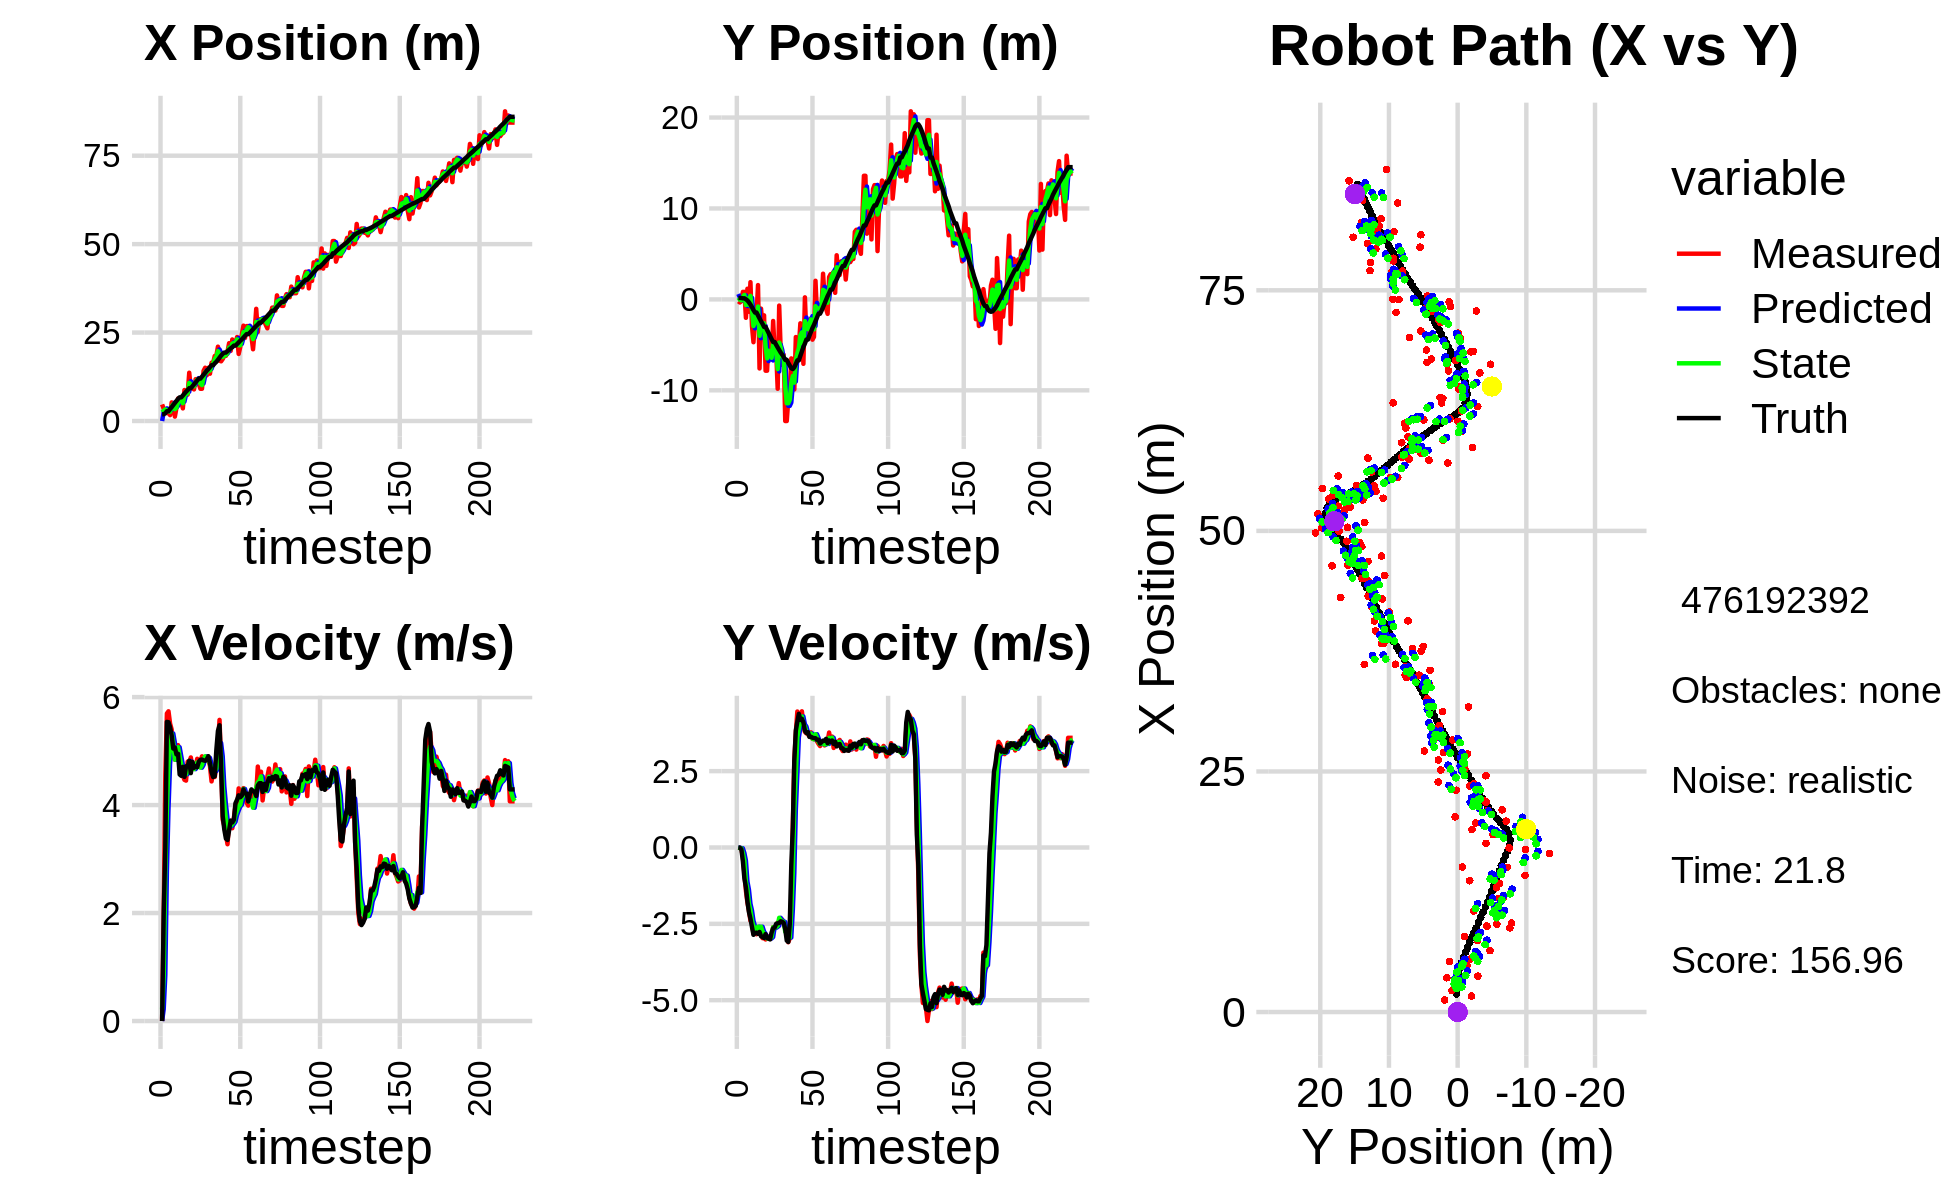 X Position (m)
75
50
25
0
0 50 100 150 200
timestep
Y Position (m)
20
10
0
-10
0 50 100 150 200
timestep
X Velocity (m/s)
6
4
2
0
0 50 100 150 200
timestep
Y Velocity (m/s)
2.5
0.0
-2.5
-5.0
0 50 100 150 200
timestep
Robot Path (X vs Y)
X Position (m)
75
50
25
0
20 10 0 -10 -20
Y Position (m)
variable
Measured
Predicted
State
Truth
476192392
Obstacles: none
Noise: realistic
Time: 21.8
Score: 156.96